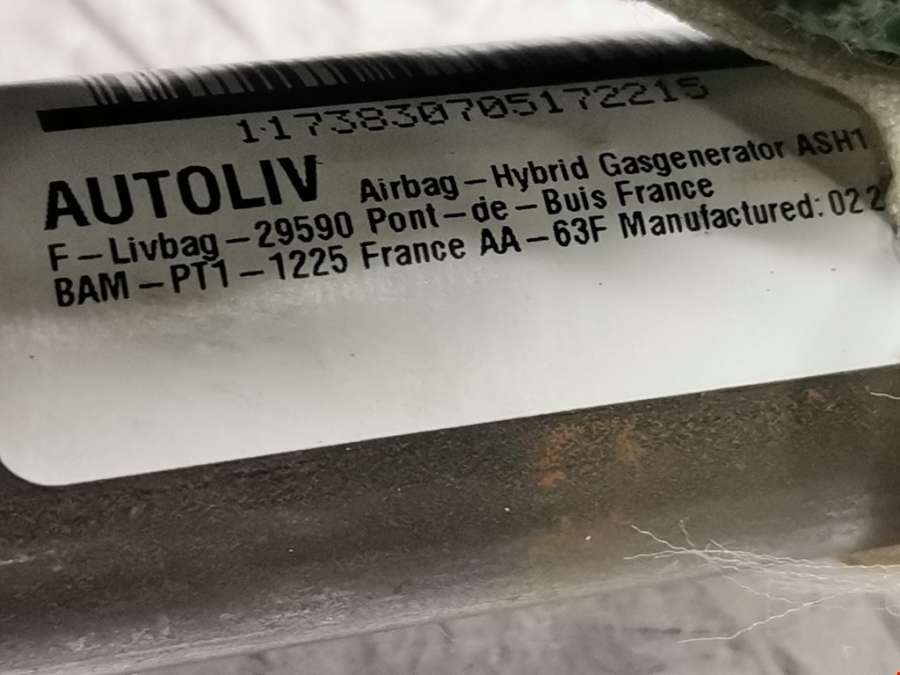 1173830705172215
AUTOLIV Airbag-Hybrid Gasgenerator ASH1
F-Livbag-29590 Pont-de-Buis France
BAM-PT1-1225 France AA-63F Manufactured: 02 2